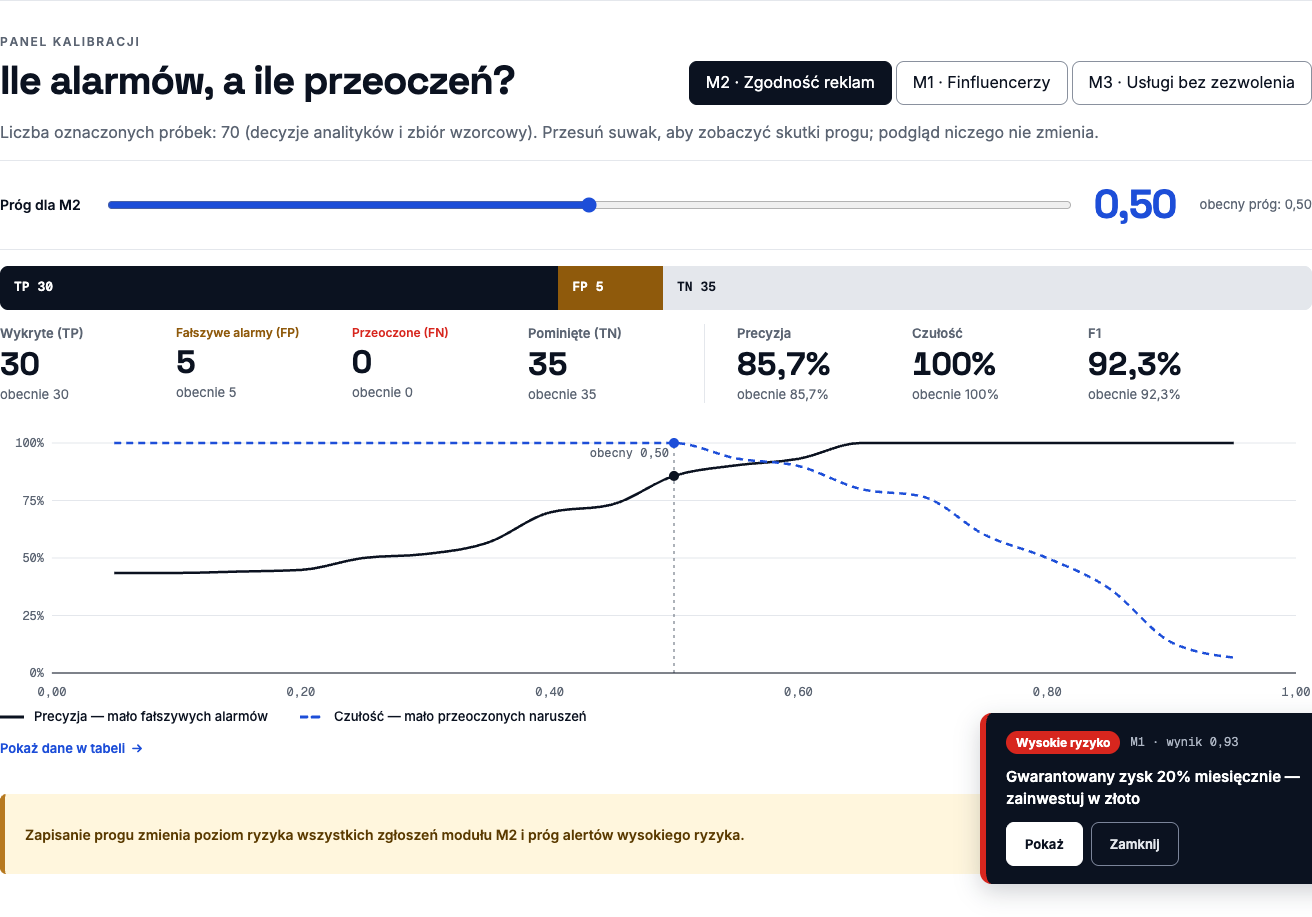 PANEL KALIBRACJI
Ile alarmów, a ile przeoczeń?
M2 · Zgodność reklam
M1 · Finfluencerzy
M3 · Usługi bez zezwolenia
Liczba oznaczonych próbek: 70 (decyzje analityków i zbiór wzorcowy). Przesuń suwak, aby zobaczyć skutki progu; podgląd niczego nie zmienia.
Próg dla M2
0,50
obecny próg: 0,50
TP 30
FP 5
TN 35
Wykryte (TP)
30
obecnie 30
Fałszywe alarmy (FP)
5
obecnie 5
Przeoczone (FN)
0
obecnie 0
Pominięte (TN)
35
obecnie 35
Precyzja
85,7%
obecnie 85,7%
Czułość
100%
obecnie 100%
F1
92,3%
obecnie 92,3%
100%
75%
50%
25%
0%
obecny 0,50
0,00
0,20
0,40
0,60
0,80
1,00
Precyzja — mało fałszywych alarmów
Czułość — mało przeoczonych naruszeń
Pokaż dane w tabeli →
Zapisanie progu zmienia poziom ryzyka wszystkich zgłoszeń modułu M2 i próg alertów wysokiego ryzyka.
Wysokie ryzyko
M1 · wynik 0,93
Gwarantowany zysk 20% miesięcznie —
zainwestuj w złoto
Pokaż
Zamknij